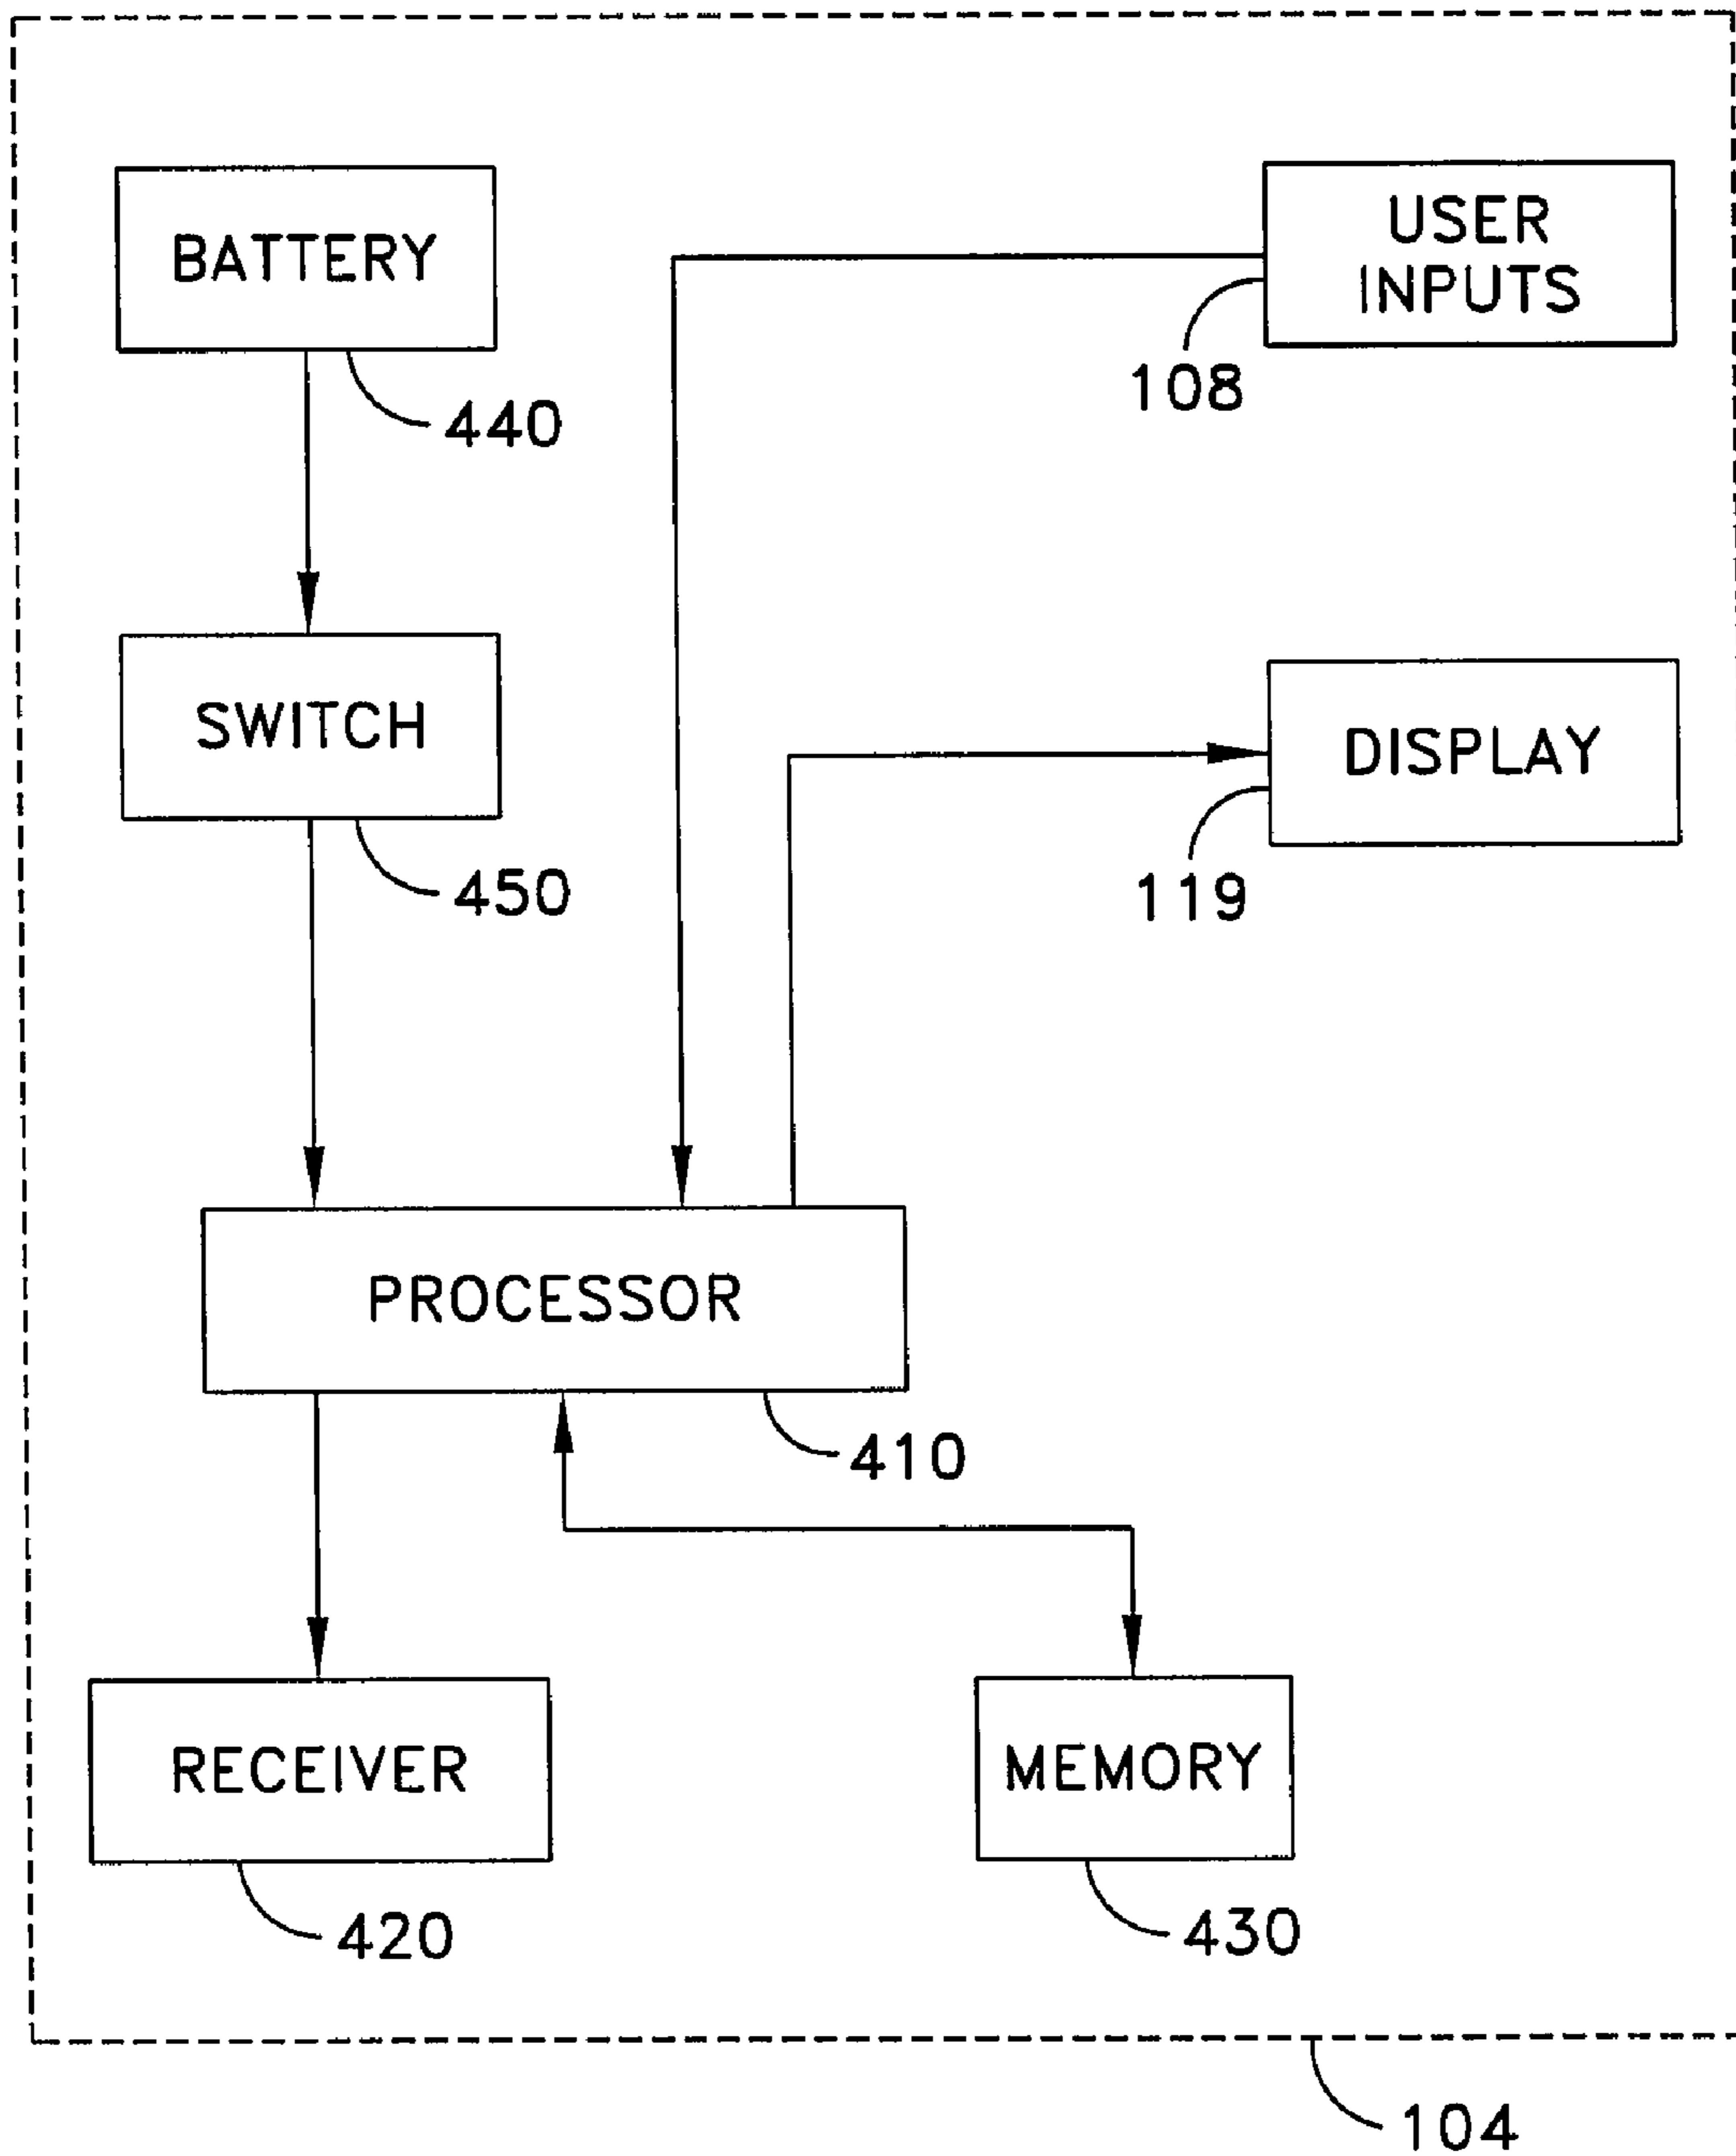 BATTERY
440
USER
INPUTS
108
SWITCH
450
DISPLAY
119
PROCESSOR
410
RECEIVER
420
MEMORY
430
104